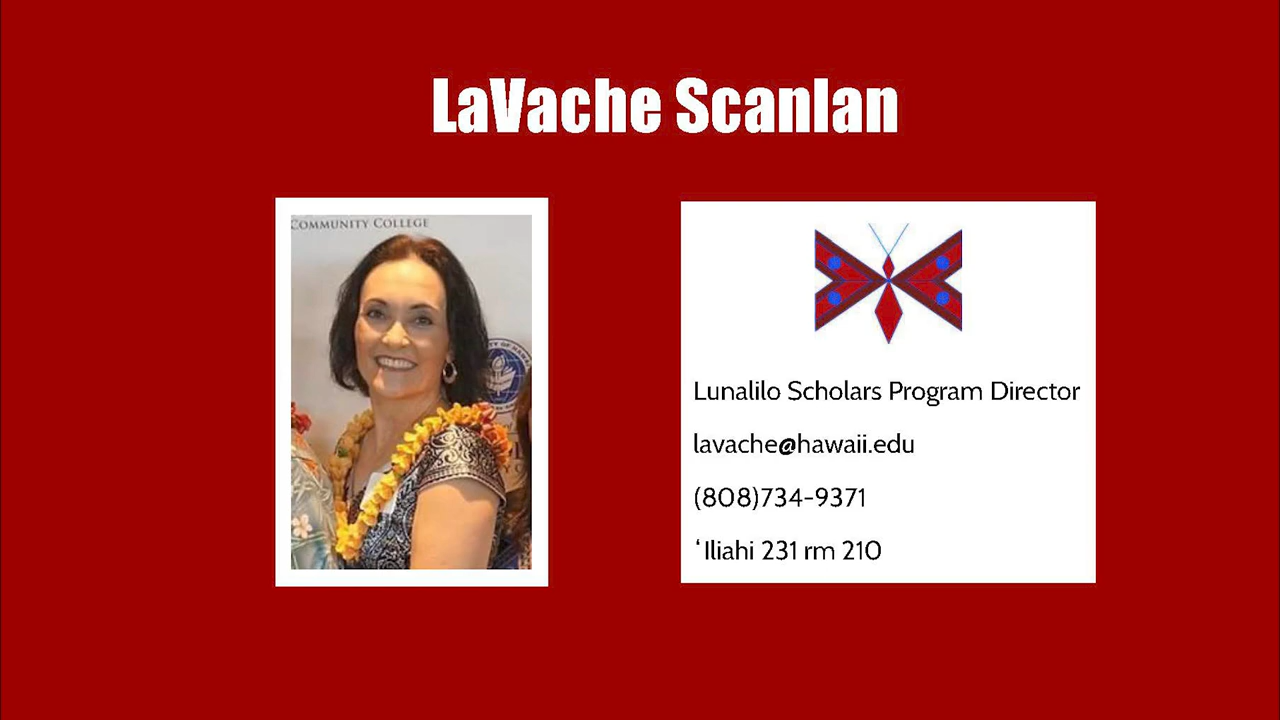 LaVache Scanlan
COMMUNITY COLLEGE
Lunalilo Scholars Program Director
lavache@hawaii.edu
(808)734-9371
ʻIliahi 231 rm 210